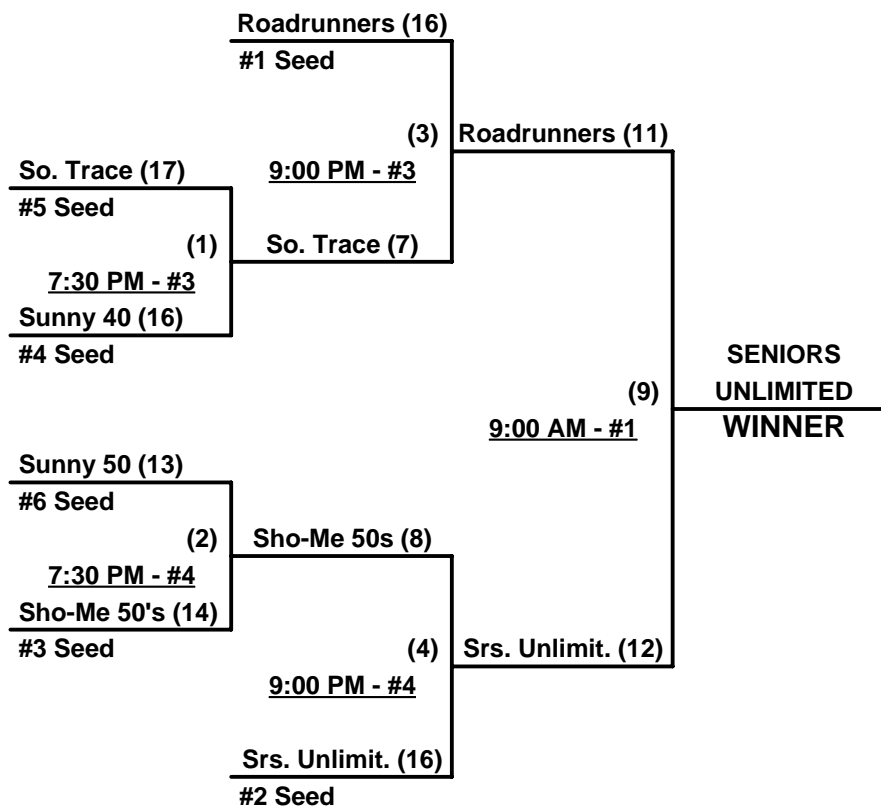 Roadrunners (16)
#1 Seed
(3)
Roadrunners (11)
So. Trace (17)
9:00 PM - #3
#5 Seed
(1)
So. Trace (7)
7:30 PM - #3
Sunny 40 (16)
#4 Seed
SENIORS
(9)
UNLIMITED
9:00 AM - #1
WINNER
Sunny 50 (13)
#6 Seed
(2)
Sho-Me 50s (8)
7:30 PM - #4
Sho-Me 50's (14)
#3 Seed
(4)
Srs. Unlimit. (12)
9:00 PM - #4
Srs. Unlimit. (16)
#2 Seed